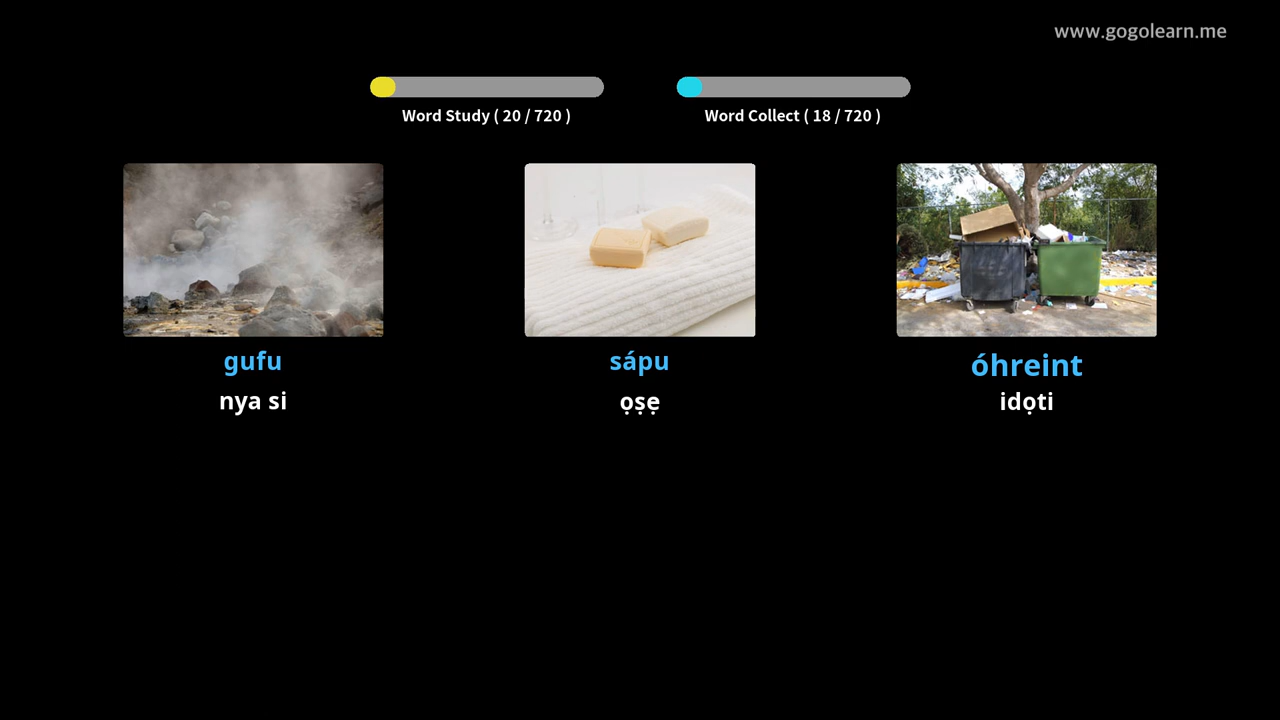 www.gogolearn.me
Word Study ( 20 / 720 )
Word Collect ( 18 / 720 )
gufu
sápu
óhreint
nya si
ọṣẹ
idọti